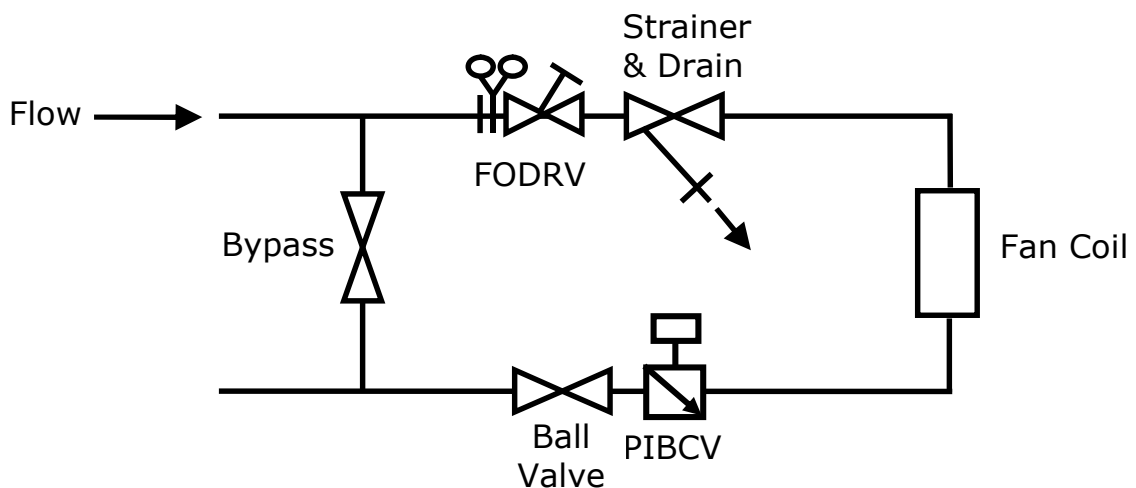 Strainer
& Drain
Flow
FODRV
Bypass
Fan Coil
Ball
Valve
PIBCV